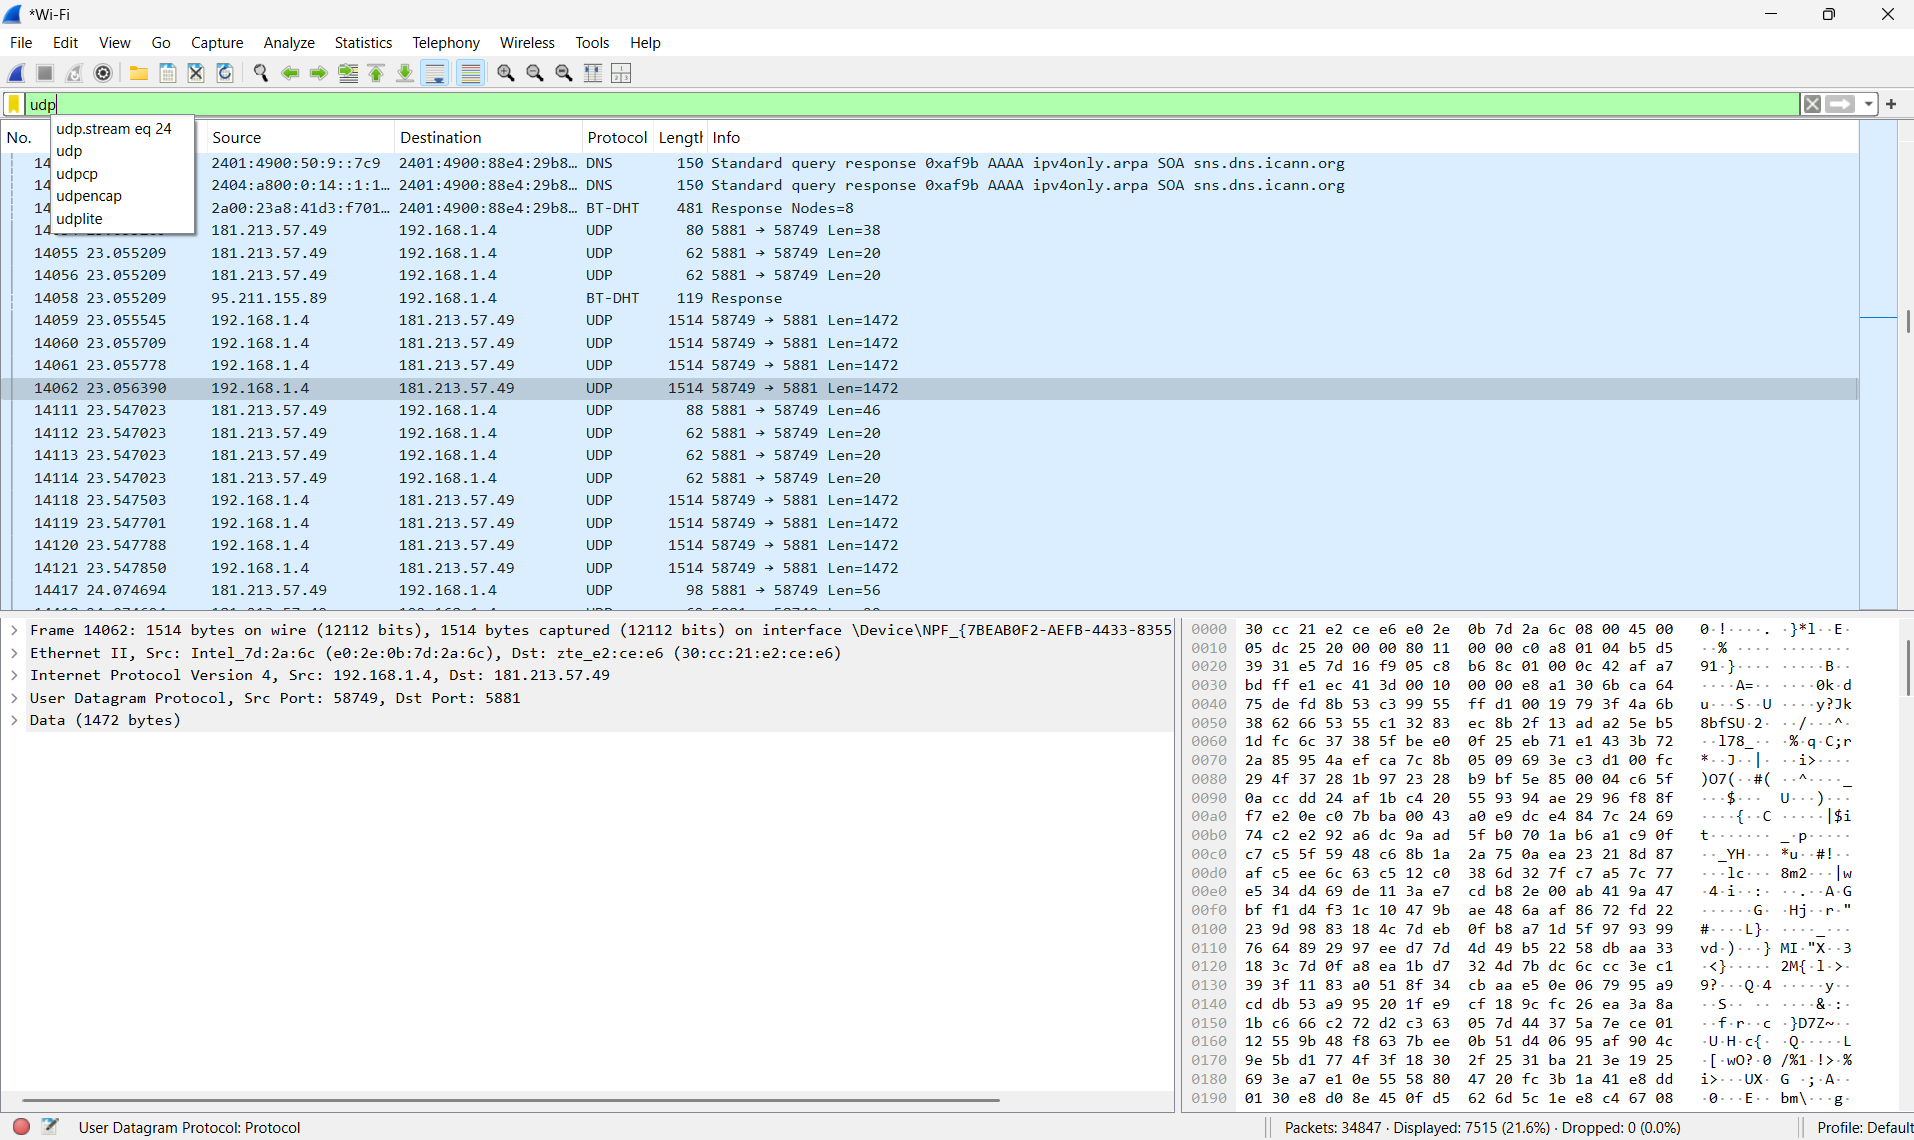 *Wi-Fi
File Edit View Go Capture Analyze Statistics Telephony Wireless Tools Help
udp
udp.stream eq 24
udp
udpcp
udpencap
udplite
No. Source Destination Protocol Length Info
14 2401:4900:50:9::7c9 2401:4900:88e4:29b8… DNS 150 Standard query response 0xaf9b AAAA ipv4only.arpa SOA sns.dns.icann.org
14 2404:a800:0:14::1:1… 2401:4900:88e4:29b8… DNS 150 Standard query response 0xaf9b AAAA ipv4only.arpa SOA sns.dns.icann.org
14 2a00:23a8:41d3:f701… 2401:4900:88e4:29b8… BT-DHT 481 Response Nodes=8
181.213.57.49 192.168.1.4 UDP 80 5881 → 58749 Len=38
14055 23.055209 181.213.57.49 192.168.1.4 UDP 62 5881 → 58749 Len=20
14056 23.055209 181.213.57.49 192.168.1.4 UDP 62 5881 → 58749 Len=20
14058 23.055209 95.211.155.89 192.168.1.4 BT-DHT 119 Response
14059 23.055545 192.168.1.4 181.213.57.49 UDP 1514 58749 → 5881 Len=1472
14060 23.055709 192.168.1.4 181.213.57.49 UDP 1514 58749 → 5881 Len=1472
14061 23.055778 192.168.1.4 181.213.57.49 UDP 1514 58749 → 5881 Len=1472
14062 23.056390 192.168.1.4 181.213.57.49 UDP 1514 58749 → 5881 Len=1472
14111 23.547023 181.213.57.49 192.168.1.4 UDP 88 5881 → 58749 Len=46
14112 23.547023 181.213.57.49 192.168.1.4 UDP 62 5881 → 58749 Len=20
14113 23.547023 181.213.57.49 192.168.1.4 UDP 62 5881 → 58749 Len=20
14114 23.547023 181.213.57.49 192.168.1.4 UDP 62 5881 → 58749 Len=20
14118 23.547503 192.168.1.4 181.213.57.49 UDP 1514 58749 → 5881 Len=1472
14119 23.547701 192.168.1.4 181.213.57.49 UDP 1514 58749 → 5881 Len=1472
14120 23.547788 192.168.1.4 181.213.57.49 UDP 1514 58749 → 5881 Len=1472
14121 23.547850 192.168.1.4 181.213.57.49 UDP 1514 58749 → 5881 Len=1472
14417 24.074694 181.213.57.49 192.168.1.4 UDP 98 5881 → 58749 Len=56
Frame 14062: 1514 bytes on wire (12112 bits), 1514 bytes captured (12112 bits) on interface \Device\NPF_{7BEAB0F2-AEFB-4433-8355
Ethernet II, Src: Intel_7d:2a:6c (e0:2e:0b:7d:2a:6c), Dst: zte_e2:ce:e6 (30:cc:21:e2:ce:e6)
Internet Protocol Version 4, Src: 192.168.1.4, Dst: 181.213.57.49
User Datagram Protocol, Src Port: 58749, Dst Port: 5881
Data (1472 bytes)
0000 30 cc 21 e2 ce e6 e0 2e 0b 7d 2a 6c 08 00 45 00 0·!····. ·}*l··E·
0010 05 dc 25 20 00 00 80 11 00 00 c0 a8 01 04 b5 d5 ··% ···· ········
0020 39 31 e5 7d 16 f9 05 c8 b6 8c 01 00 0c 42 af a7 91·}···· ·····B··
0030 bd ff e1 ec 41 3d 00 10 00 00 e8 a1 30 6b ca 64 ····A=·· ····0k·d
0040 75 de fd 8b 53 c3 99 55 ff d1 00 19 79 3f 4a 6b u···S··U ····y?Jk
0050 38 62 66 53 55 c1 32 83 ec 8b 2f 13 ad a2 5e b5 8bfSU·2· ··/···^·
0060 1d fc 6c 37 38 5f be e0 0f 25 eb 71 e1 43 3b 72 ··l78_·· ·%·q·C;r
0070 2a 85 95 4a ef ca 7c 8b 05 09 69 3e c3 d1 00 fc *··J··|· ··i>····
0080 29 4f 37 28 1b 97 23 28 b9 bf 5e 85 00 04 c6 5f )O7(··#( ··^····_
0090 0a cc dd 24 af 1b c4 20 55 93 94 ae 29 96 f8 8f ···$··· U···)···
00a0 f7 e2 0e c0 7b ba 00 43 a0 e9 dc e4 84 7c 24 69 ····{··C ·····|$i
00b0 74 c2 e2 92 a6 dc 9a ad 5f b0 70 1a b6 a1 c9 0f t······· _·p·····
00c0 c7 c5 5f 59 48 c6 8b 1a 2a 75 0a ea 23 21 8d 87 ··_YH··· *u··#!··
00d0 af c5 ee 6c 63 c5 12 c0 38 6d 32 7f c7 a5 7c 77 ···lc··· 8m2···|w
00e0 e5 34 d4 69 de 11 3a e7 cd b8 2e 00 ab 41 9a 47 ·4·i··:· ··.··A·G
00f0 bf f1 d4 f3 1c 10 47 9b ae 48 6a af 86 72 fd 22 ······G· ·Hj··r·"
0100 23 9d 98 83 18 4c 7d eb 0f b8 a7 1d 5f 97 93 99 #····L}· ····_···
0110 76 64 89 29 97 ee d7 7d 4d 49 b5 22 58 db aa 33 vd·)···} MI·"X··3
0120 18 3c 7d 0f a8 ea 1b d7 32 4d 7b dc 6c cc 3e c1 ·<}····· 2M{·l·>·
0130 39 3f 11 83 a0 51 8f 34 cb aa e5 0e 06 79 95 a9 9?···Q·4 ·····y··
0140 cd db 53 a9 95 20 1f e9 cf 18 9c fc 26 ea 3a 8a ··S·· ·· ····&·:·
0150 1b c6 66 c2 72 d2 c3 63 05 7d 44 37 5a 7e ce 01 ··f·r··c ·}D7Z~··
0160 12 55 9b 48 f8 63 7b ee 0b 51 d4 06 95 af 90 4c ·U·H·c{· ·Q·····L
0170 9e 5b d1 77 4f 3f 18 30 2f 25 31 ba 21 3e 19 25 ·[·wO?·0 /%1·!>·%
0180 69 3e a7 e1 0e 55 58 80 47 20 fc 3b 1a 41 e8 dd i>···UX· G ·;·A··
0190 01 30 e8 d0 8e 45 0f d5 62 6d 5c 1e e8 c4 67 08 ·0···E·· bm\···g·
User Datagram Protocol: Protocol Packets: 34847 · Displayed: 7515 (21.6%) · Dropped: 0 (0.0%) Profile: Default